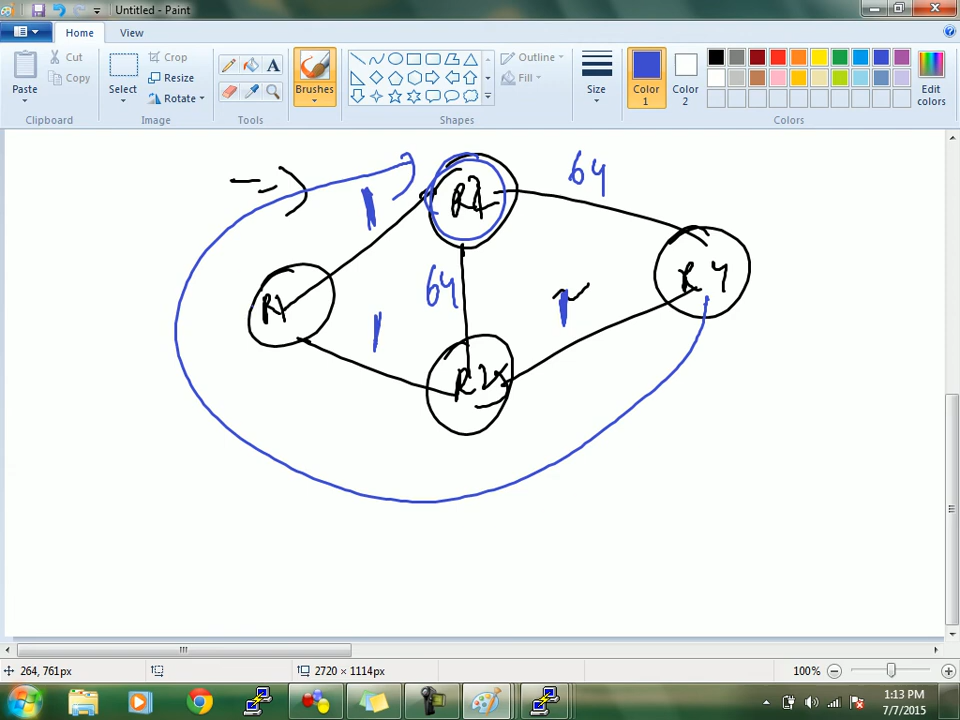 Untitled - Paint
Home View
Cut
Copy
Paste
Clipboard
Select
Crop
Resize
Rotate
Image
Tools
Brushes
Outline
Fill
Shapes
Size
Color 1
Color 2
Edit colors
Colors
64
1
R2
R4
64
1
R1
1
264, 761px
2720 × 1114px
100%
1:13 PM
7/7/2015